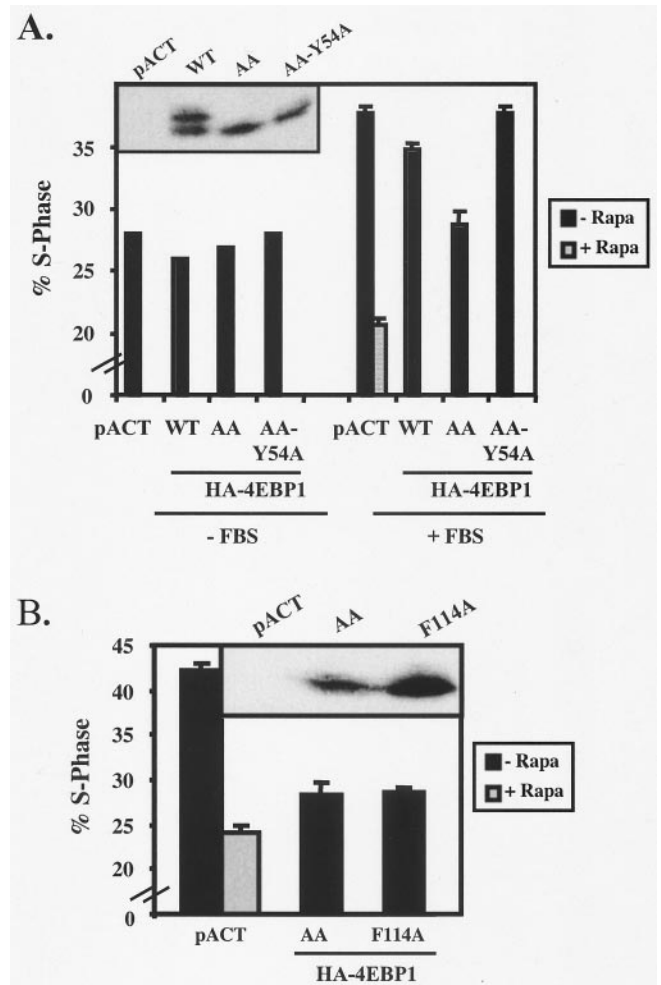 A.
pACT WT AA AA-Y54A
35
30
25
20
0
% S-Phase
- Rapa
+ Rapa
pACT WT AA AA-Y54A pACT WT AA AA-Y54A
HA-4EBP1 HA-4EBP1
- FBS + FBS
B.
pACT AA F114A
45
40
35
30
25
20
0
% S-Phase
- Rapa
+ Rapa
pACT AA F114A
HA-4EBP1